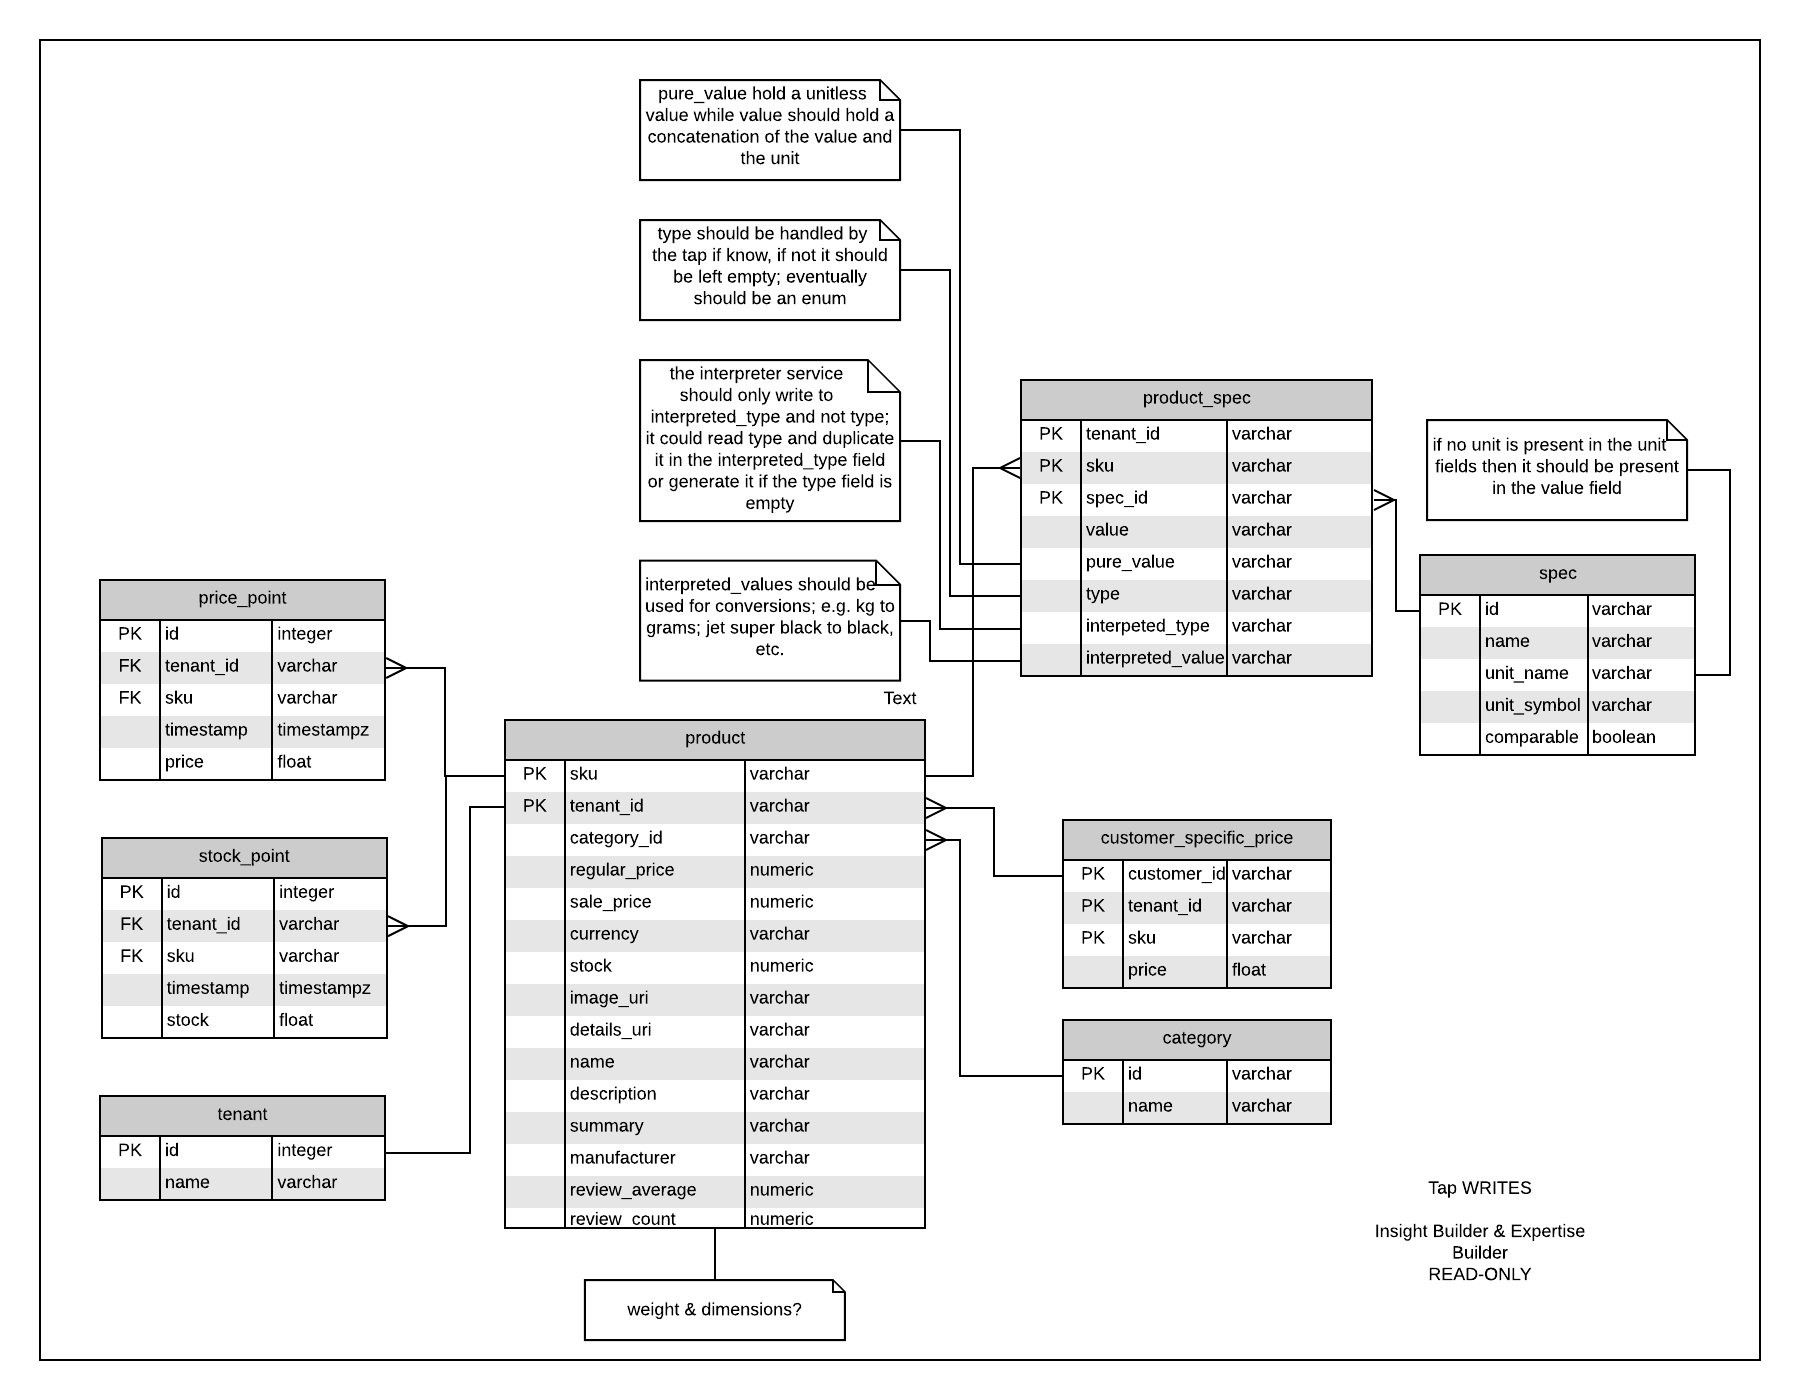 pure_value hold a unitless
value while value should hold a
concatenation of the value and
the unit
type should be handled by
the tap if know, if not it should
be left empty; eventually
should be an enum
the interpreter service
should only write to
interpreted_type and not type;
it could read type and duplicate
it in the interpreted_type field
or generate it if the type field is
empty
interpreted_values should be
used for conversions; e.g. kg to
grams; jet super black to black,
etc.
Text
product_spec
PK tenant_id varchar
PK sku varchar
PK spec_id varchar
value varchar
pure_value varchar
type varchar
interpeted_type varchar
interpreted_value varchar
if no unit is present in the unit
fields then it should be present
in the value field
spec
PK id varchar
name varchar
unit_name varchar
unit_symbol varchar
comparable boolean
price_point
PK id integer
FK tenant_id varchar
FK sku varchar
timestamp timestampz
price float
stock_point
PK id integer
FK tenant_id varchar
FK sku varchar
timestamp timestampz
stock float
tenant
PK id integer
name varchar
product
PK sku varchar
PK tenant_id varchar
category_id varchar
regular_price numeric
sale_price numeric
currency varchar
stock numeric
image_uri varchar
details_uri varchar
name varchar
description varchar
summary varchar
manufacturer varchar
review_average numeric
review_count numeric
weight & dimensions?
customer_specific_price
PK customer_id varchar
PK tenant_id varchar
PK sku varchar
price float
category
PK id varchar
name varchar
Tap WRITES
Insight Builder & Expertise
Builder
READ-ONLY